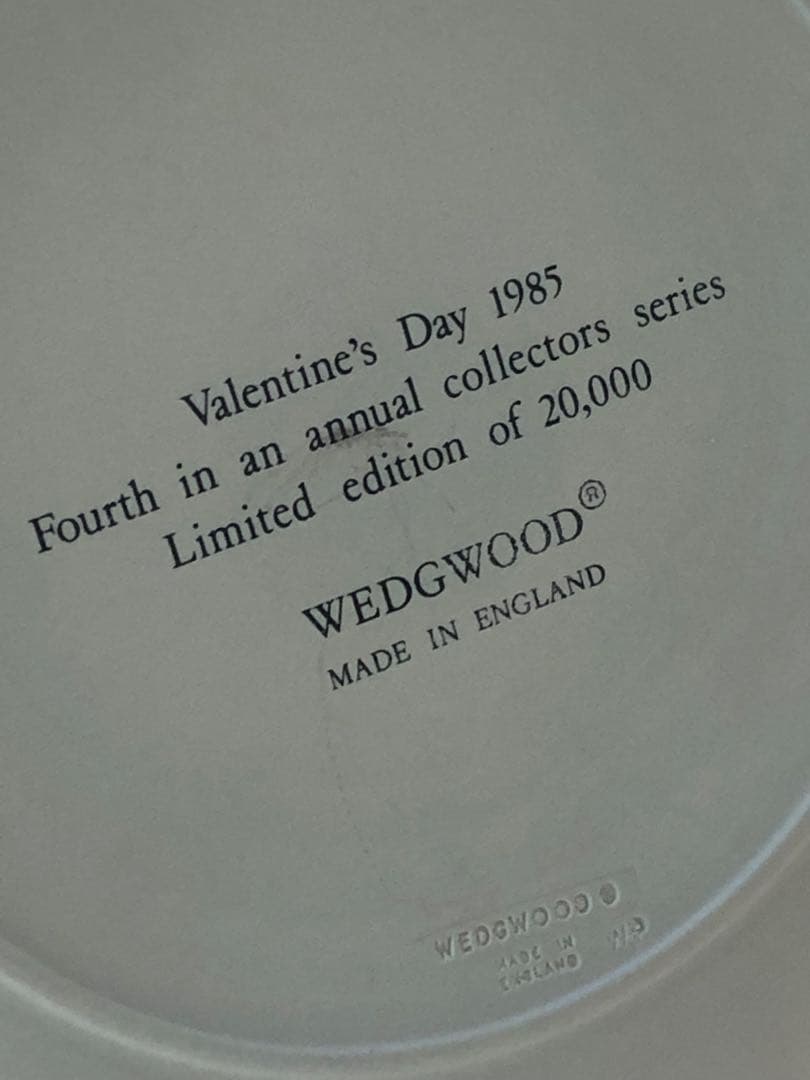 Valentine's Day 1985
Fourth in an annual collectors series
Limited edition of 20,000
WEDGWOOD®
MADE IN ENGLAND
WEDGWOOD
MADE IN
ENGLAND